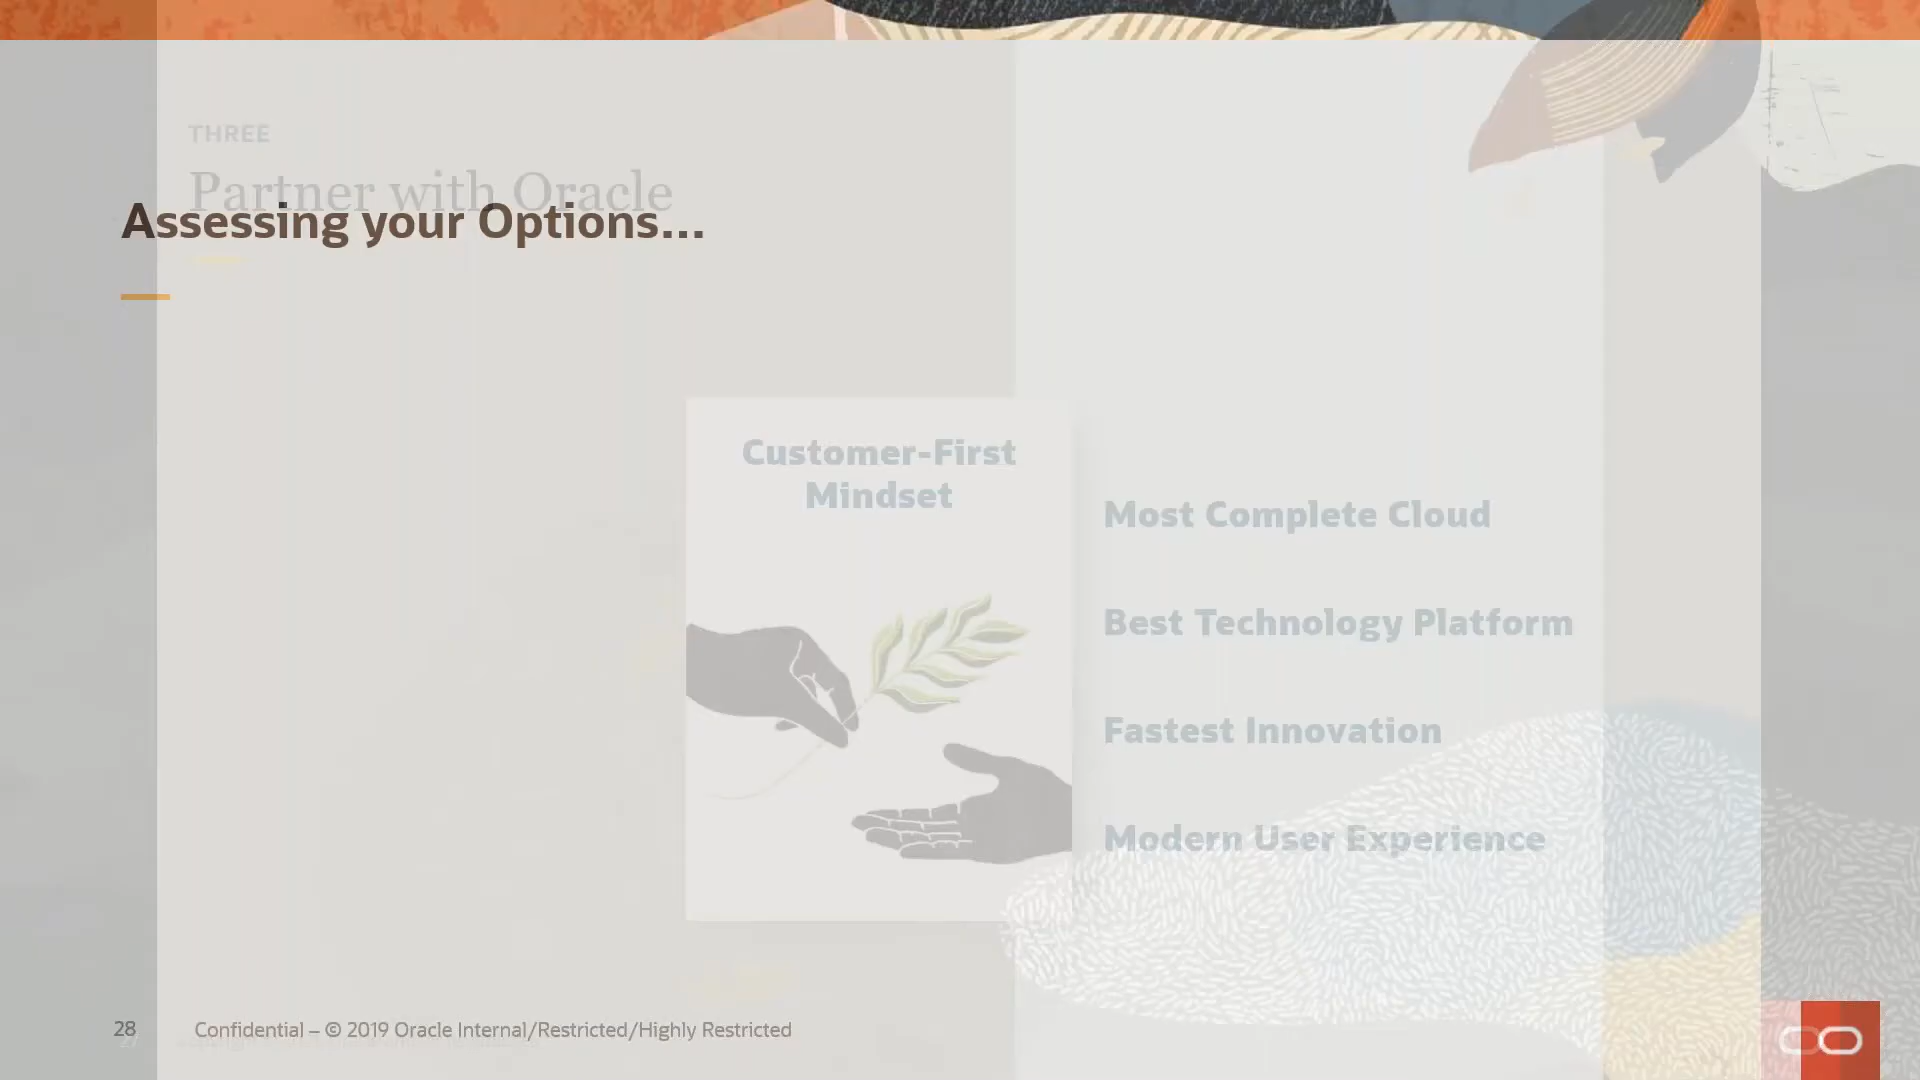 THREE
Partner with Oracle
Assessing your Options...
Customer-First
Mindset
Most Complete Cloud
Best Technology Platform
Fastest Innovation
Modern User Experience
28
Confidential – © 2019 Oracle Internal/Restricted/Highly Restricted
27